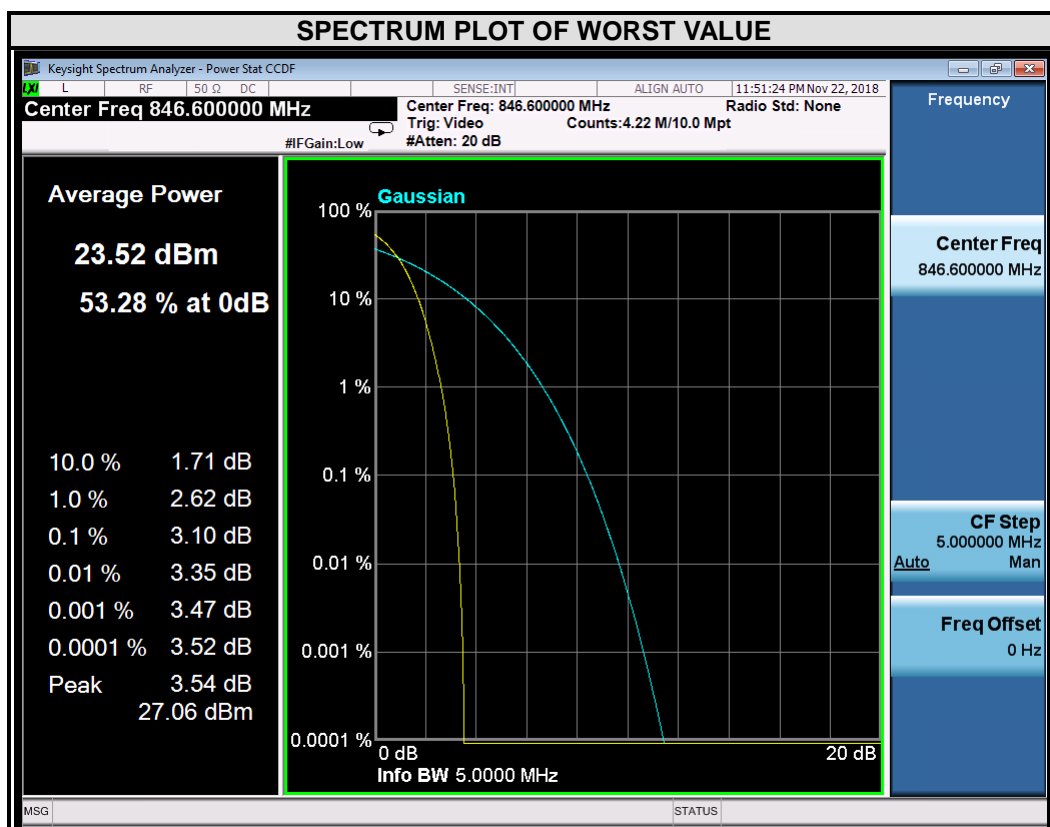 SPECTRUM PLOT OF WORST VALUE
Keysight Spectrum Analyzer - Power Stat CCDF
LXI L RF 50 Ω DC SENSE:INT ALIGN AUTO 11:51:24 PM Nov 22, 2018
Center Freq 846.600000 MHz
Center Freq: 846.600000 MHz Radio Std: None
Trig: Video Counts:4.22 M/10.0 Mpt
#IFGain:Low #Atten: 20 dB
Average Power
23.52 dBm
53.28 % at 0dB
10.0 % 1.71 dB
1.0 % 2.62 dB
0.1 % 3.10 dB
0.01 % 3.35 dB
0.001 % 3.47 dB
0.0001 % 3.52 dB
Peak 3.54 dB
27.06 dBm
Gaussian
100 %
10 %
1 %
0.1 %
0.01 %
0.001 %
0.0001 %
0 dB 20 dB
Info BW 5.0000 MHz
Frequency
Center Freq
846.600000 MHz
CF Step
5.000000 MHz
Auto Man
Freq Offset
0 Hz
MSG STATUS